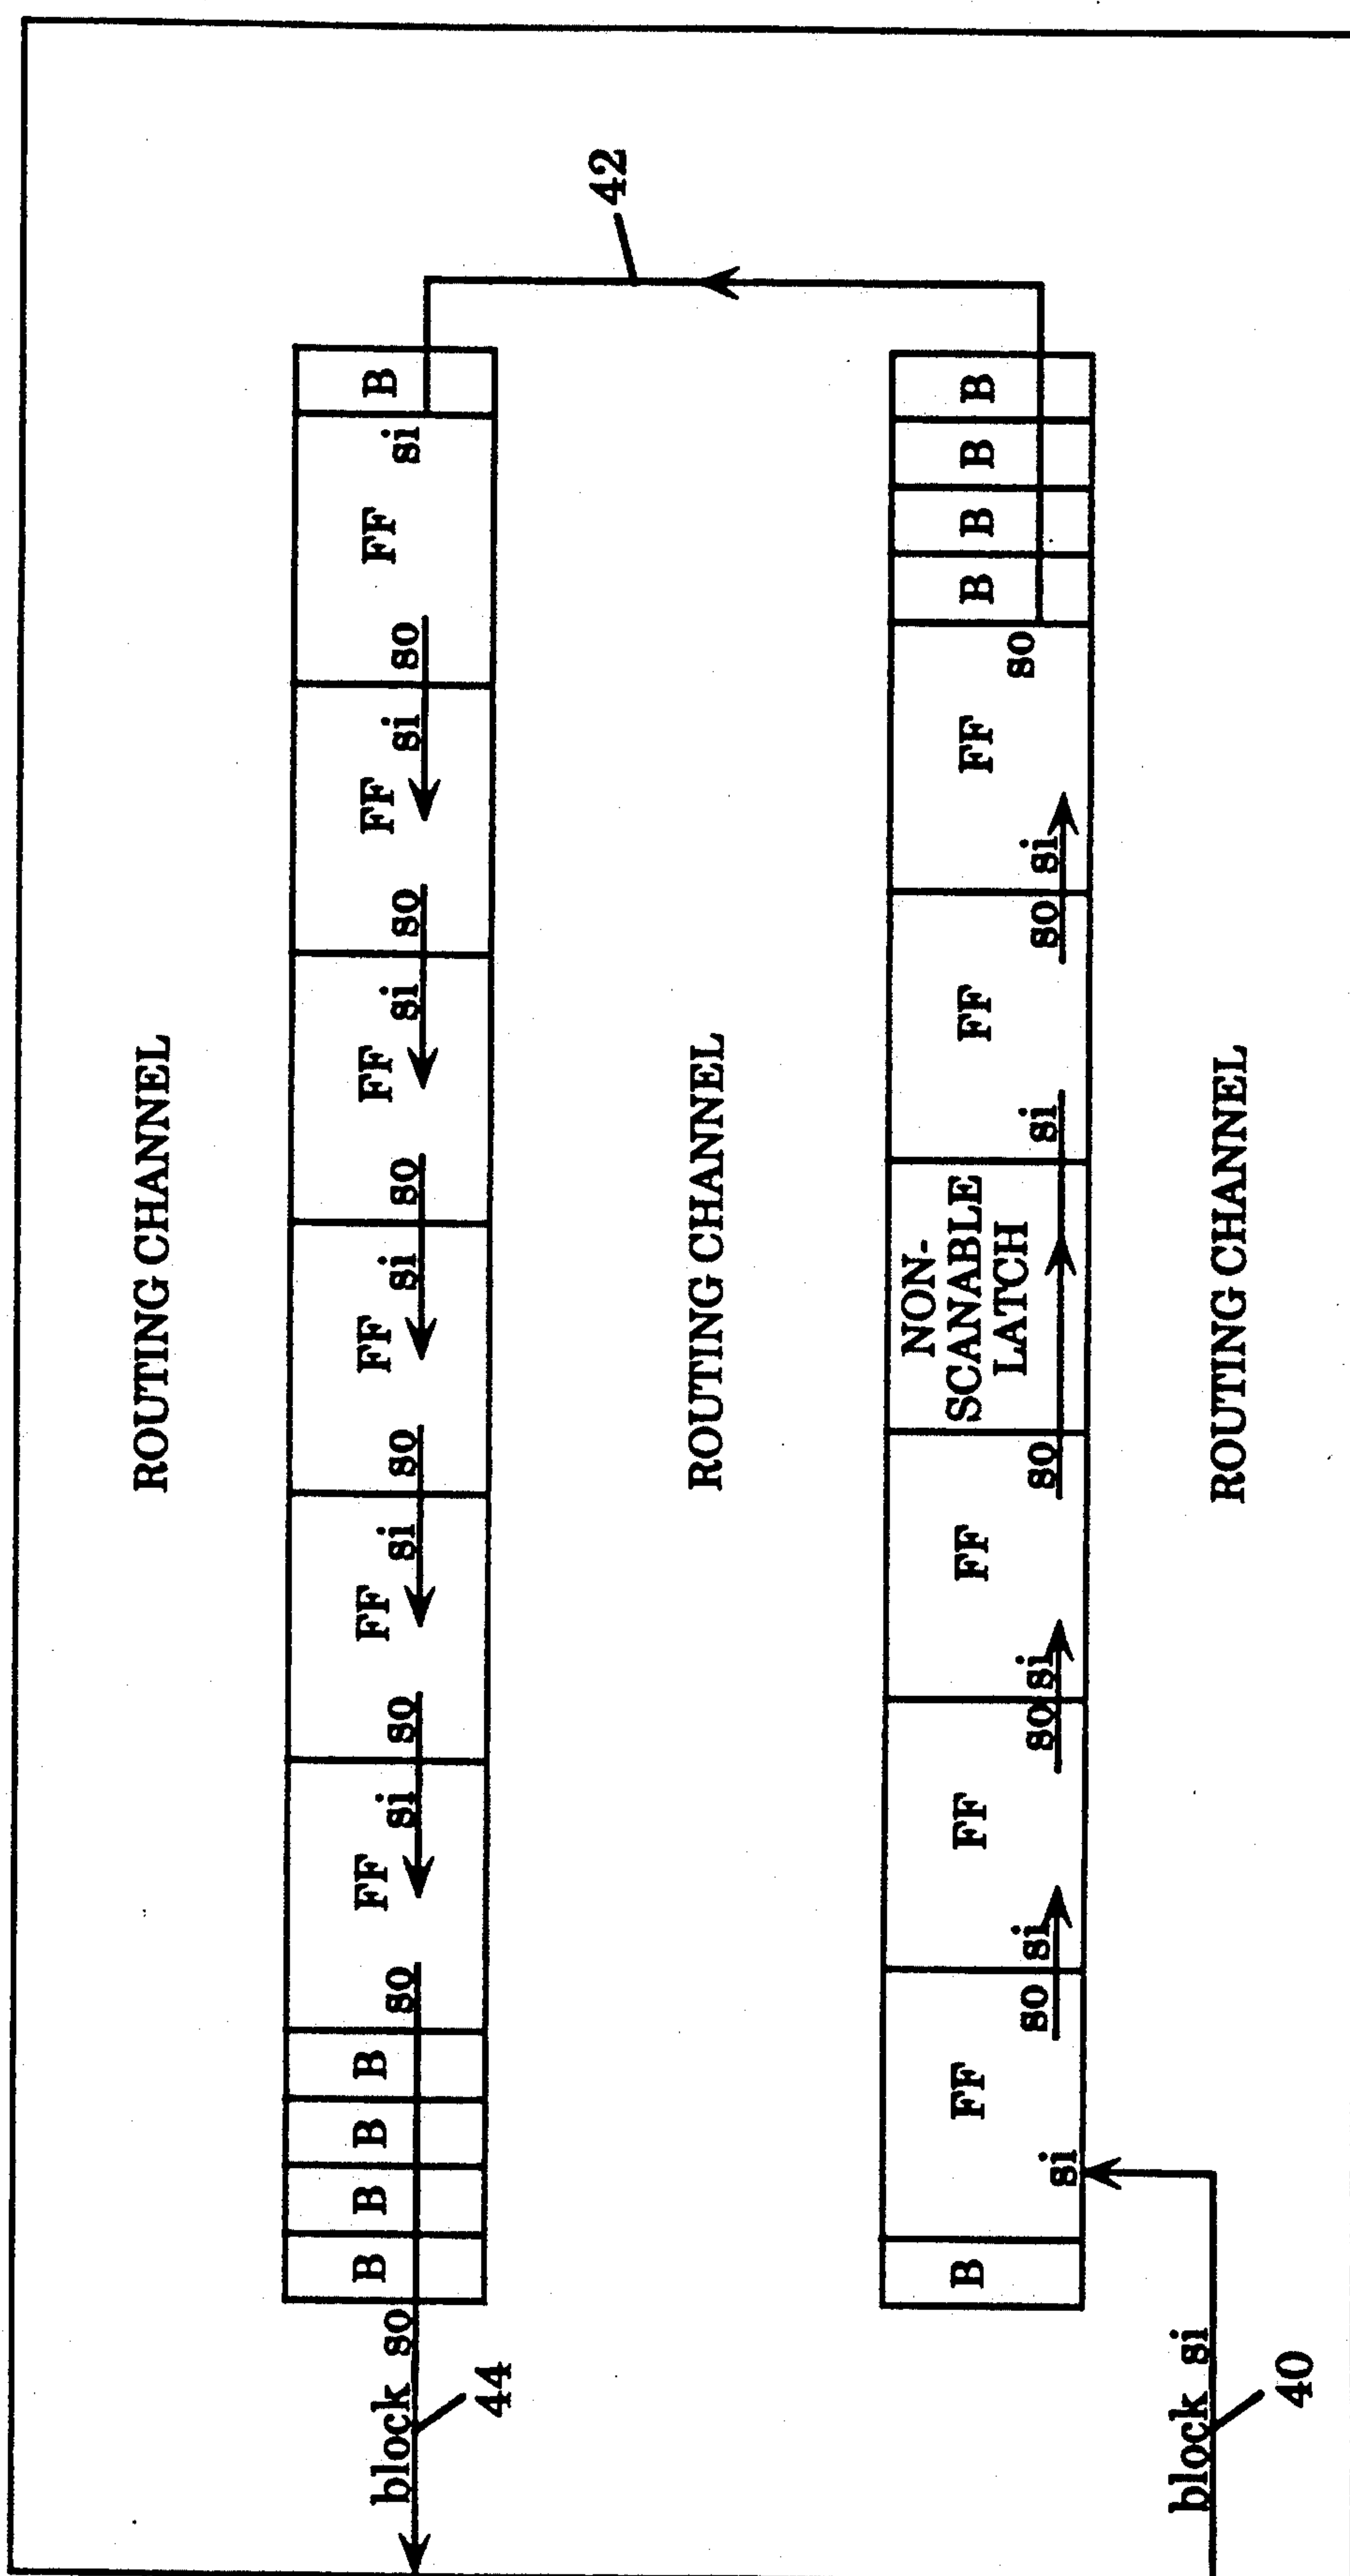 ROUTING CHANNEL
B B B B FF FF FF FF FF FF B
block so so si so si so si so si so si so si
44
42
ROUTING CHANNEL
B FF FF FF NON-
SCANABLE
LATCH FF FF B B B B
si so si so si so si so si so
block si
ROUTING CHANNEL
40